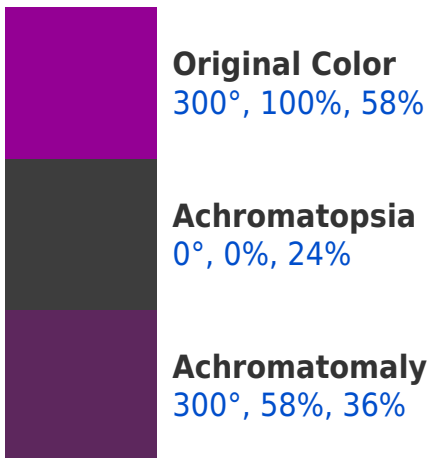 Original Color
300°, 100%, 58%
Achromatopsia
0°, 0%, 24%
Achromatomaly
300°, 58%, 36%